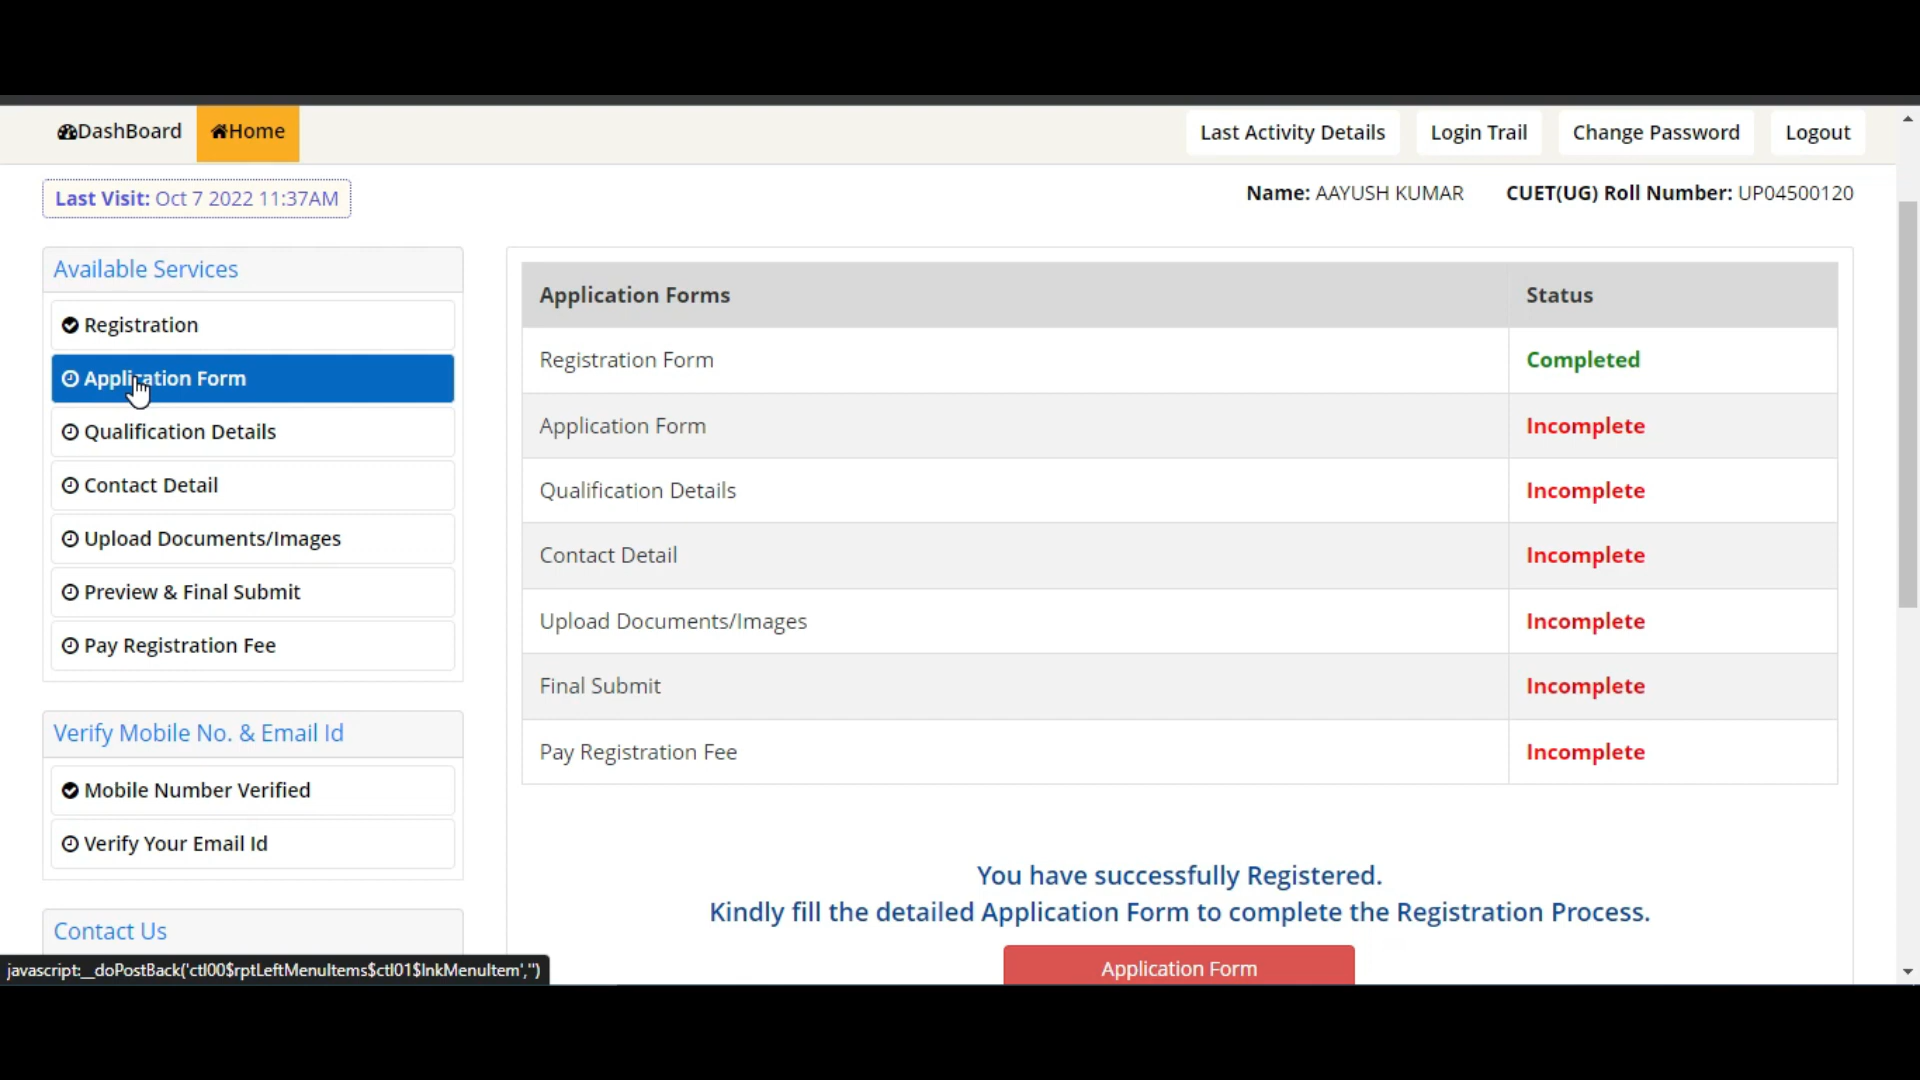 DashBoard
Home
Last Activity Details
Login Trail
Change Password
Logout
Last Visit: Oct 7 2022 11:37AM
Name: AAYUSH KUMAR
CUET(UG) Roll Number: UP04500120
Available Services
Registration
Application Form
Qualification Details
Contact Detail
Upload Documents/Images
Preview & Final Submit
Pay Registration Fee
Verify Mobile No. & Email Id
Mobile Number Verified
Verify Your Email Id
Contact Us
Application Forms Status
Registration Form Completed
Application Form Incomplete
Qualification Details Incomplete
Contact Detail Incomplete
Upload Documents/Images Incomplete
Final Submit Incomplete
Pay Registration Fee Incomplete
You have successfully Registered.
Kindly fill the detailed Application Form to complete the Registration Process.
Application Form
javascript:__doPostBack('ctl00$rptLeftMenuItems$ctl01$lnkMenuItem','')